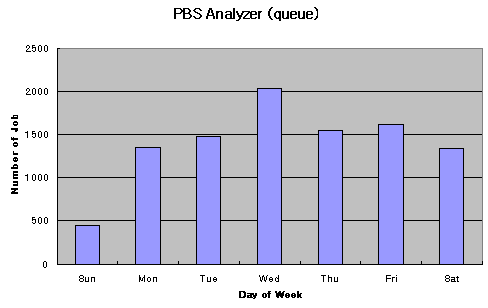 PBS Analyzer (queue)
2500
2000
1500
1000
500
0
Number of Job
Sun Mon Tue Wed Thu Fri Sat
Day of Week